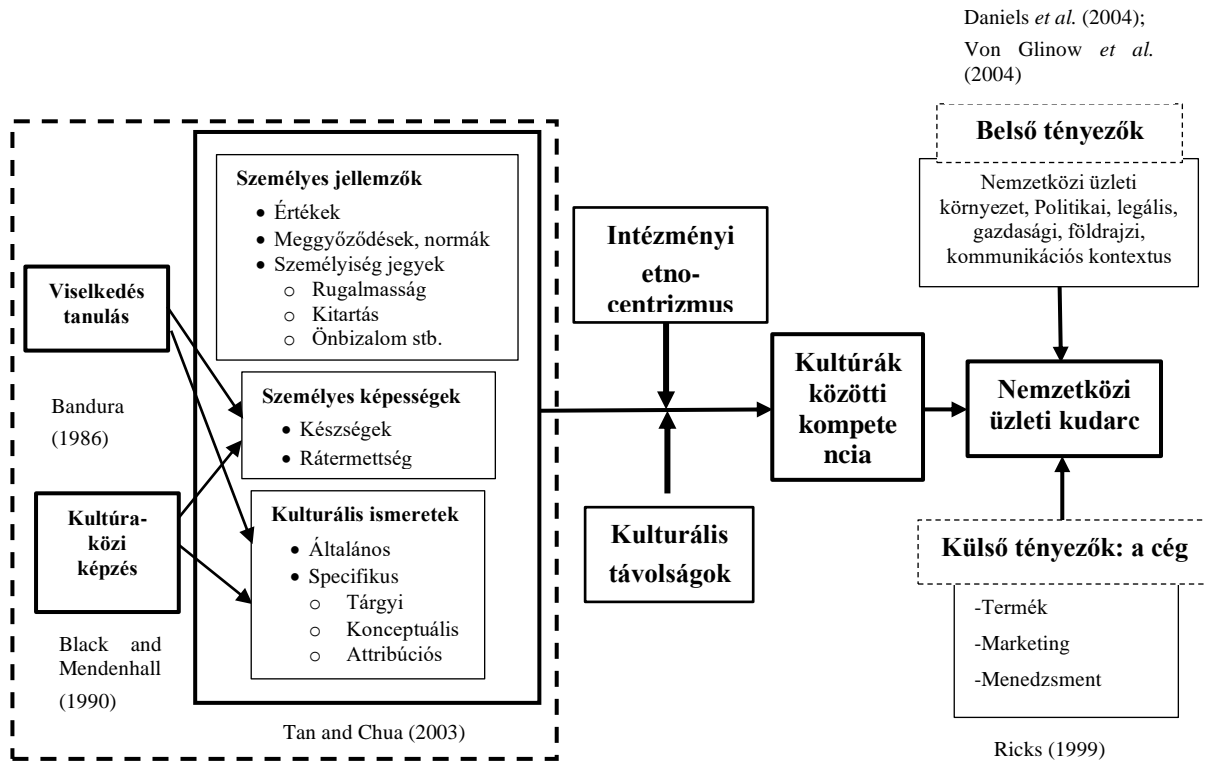 Daniels et al. (2004);
Von Glinow et al.
(2004)
Belső tényezők
Nemzetközi üzleti
környezet, Politikai, legális,
gazdasági, földrajzi,
kommunikációs kontextus
Személyes jellemzők
• Értékek
• Meggyőződések, normák
• Személyiség jegyek
o Rugalmasság
o Kitartás
o Önbizalom stb.
Viselkedés
tanulás
Bandura
(1986)
Személyes képességek
• Készségek
• Rátermettség
Kultúra-
közi
képzés
Black and
Mendenhall
(1990)
Kulturális ismeretek
• Általános
• Specifikus
o Tárgyi
o Konceptuális
o Attribúciós
Tan and Chua (2003)
Intézményi
etno-
centrizmus
Kulturális
távolságok
Kultúrák
közötti
kompete
ncia
Nemzetközi
üzleti kudarc
Külső tényezők: a cég
-Termék
-Marketing
-Menedzsment
Ricks (1999)